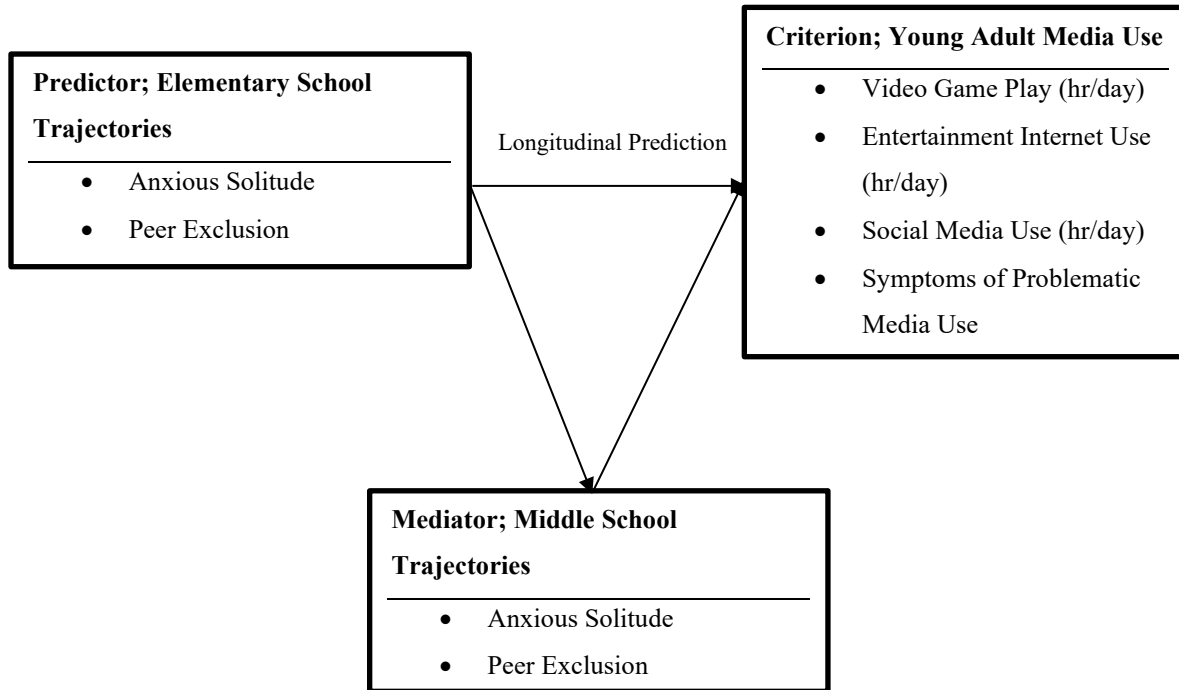 Predictor; Elementary School
Trajectories
• Anxious Solitude
• Peer Exclusion
Longitudinal Prediction
Criterion; Young Adult Media Use
• Video Game Play (hr/day)
• Entertainment Internet Use
(hr/day)
• Social Media Use (hr/day)
• Symptoms of Problematic
Media Use
Mediator; Middle School
Trajectories
• Anxious Solitude
• Peer Exclusion